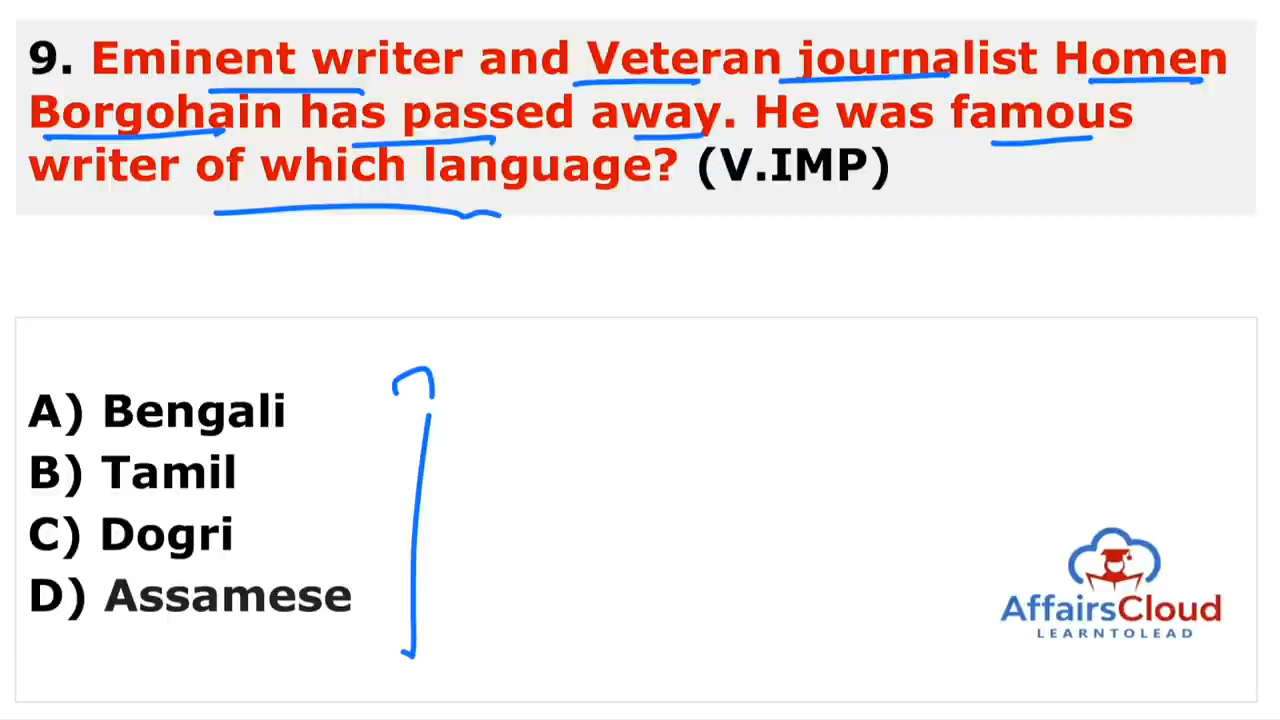 9. Eminent writer and Veteran journalist Homen
Borgohain has passed away. He was famous
writer of which language? (V.IMP)
A) Bengali
B) Tamil
C) Dogri
D) Assamese
AffairsCloud
LEARNTOLEAD